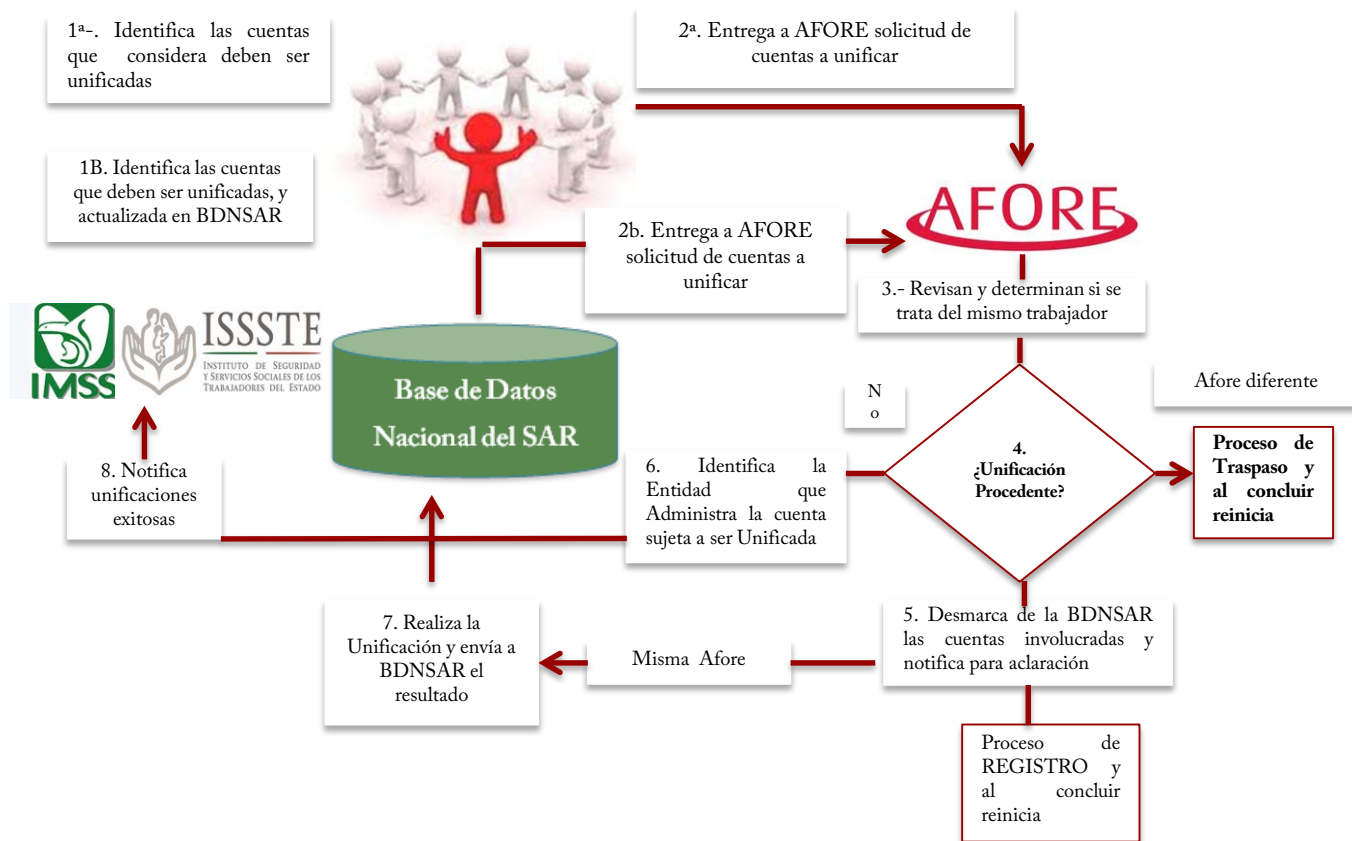 1ª-. Identifica las cuentas
que considera deben ser
unificadas
2ª. Entrega a AFORE solicitud de
cuentas a unificar
1B. Identifica las cuentas
que deben ser unificadas, y
actualizada en BDNSAR
2b. Entrega a AFORE
solicitud de cuentas a
unificar
AFORE
3.- Revisan y determinan si se
trata del mismo trabajador
IMSS
ISSSTE
INSTITUTO DE SEGURIDAD
Y SERVICIOS SOCIALES DE LOS
TRABAJADORES DEL ESTADO
Base de Datos
Nacional del SAR
N
o
Afore diferente
4.
¿Unificación
Procedente?
Proceso de
Traspaso y
al concluir
reinicia
8. Notifica
unificaciones
exitosas
6. Identifica la
Entidad que
Administra la cuenta
sujeta a ser Unificada
7. Realiza la
Unificación y envía a
BDNSAR el
resultado
Misma Afore
5. Desmarca de la BDNSAR
las cuentas involucradas y
notifica para aclaración
Proceso de
REGISTRO y
al concluir
reinicia